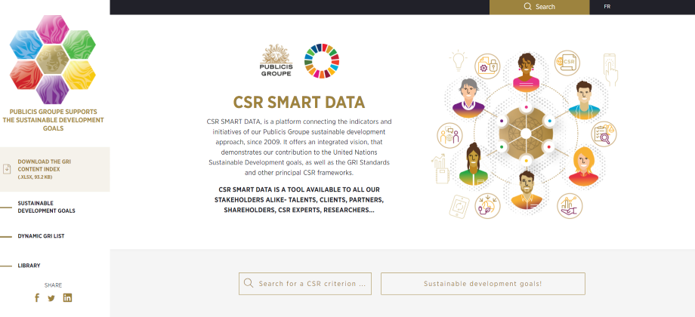 Search
FR
PUBLICIS GROUPE SUPPORTS
THE SUSTAINABLE DEVELOPMENT
GOALS
DOWNLOAD THE GRI
CONTENT INDEX
(.XLSX, 93.2 KB)
SUSTAINABLE
DEVELOPMENT GOALS
DYNAMIC GRI LIST
LIBRARY
SHARE
PUBLICIS
GROUPE
CSR SMART DATA
CSR SMART DATA, is a platform connecting the indicators and
initiatives of our Publicis Groupe sustainable development
approach, since 2009. It offers an integrated vision, that
demonstrates our contribution to the United Nations
Sustainable Development goals, as well as the GRI Standards
and other principal CSR frameworks.
CSR SMART DATA IS A TOOL AVAILABLE TO ALL OUR
STAKEHOLDERS ALIKE- TALENTS, CLIENTS, PARTNERS,
SHAREHOLDERS, CSR EXPERTS, RESEARCHERS...
CSR
Search for a CSR criterion ...
Sustainable development goals!